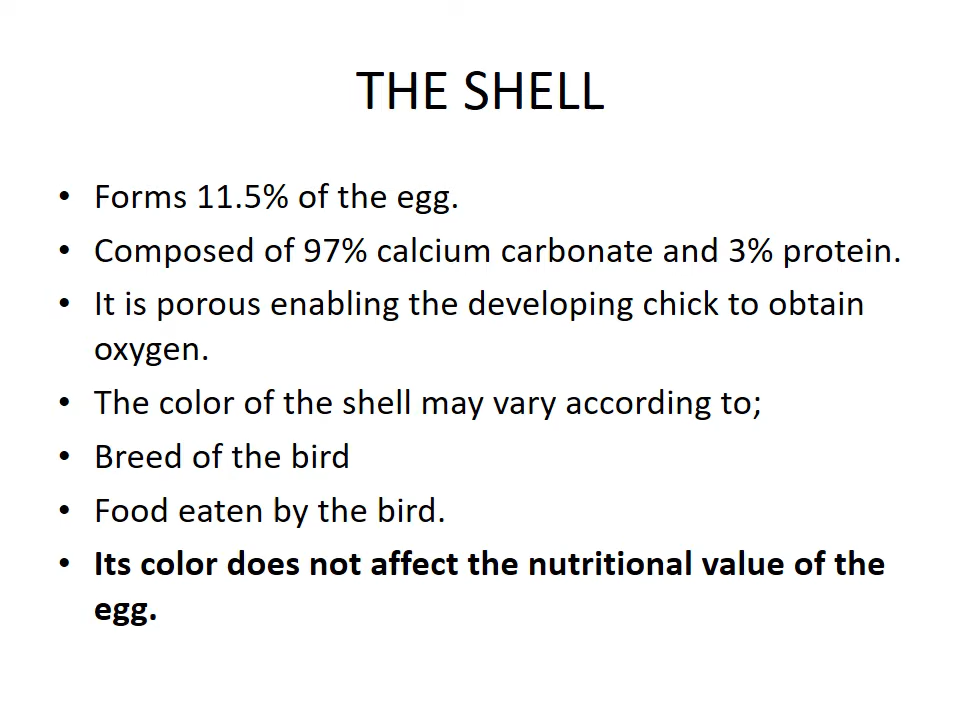 THE SHELL
• Forms 11.5% of the egg.
• Composed of 97% calcium carbonate and 3% protein.
• It is porous enabling the developing chick to obtain
oxygen.
• The color of the shell may vary according to;
• Breed of the bird
• Food eaten by the bird.
• Its color does not affect the nutritional value of the
egg.